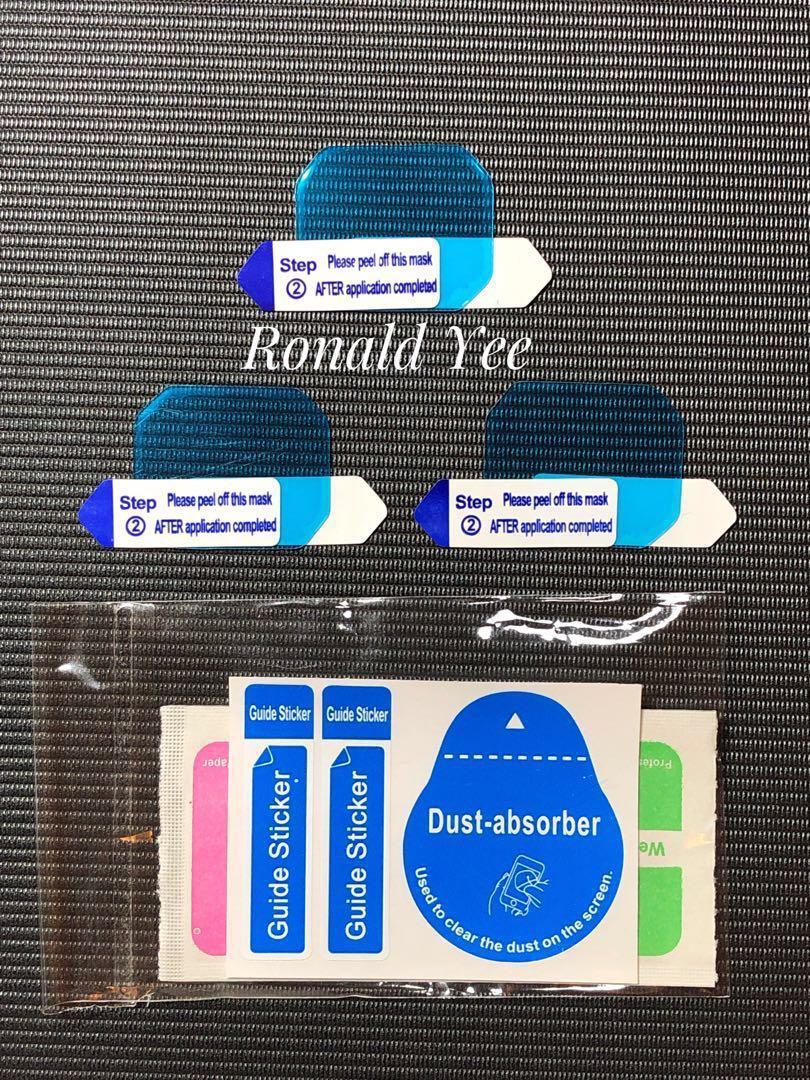 Step Please peel off this mask
② AFTER application completed
Ronald Yee
Step Please peel off this mask
② AFTER application completed
Step Please peel off this mask
② AFTER application completed
Guide Sticker
Guide Sticker
Guide Sticker
Guide Sticker
Dust-absorber
Used to clear the dust on the screen.
We